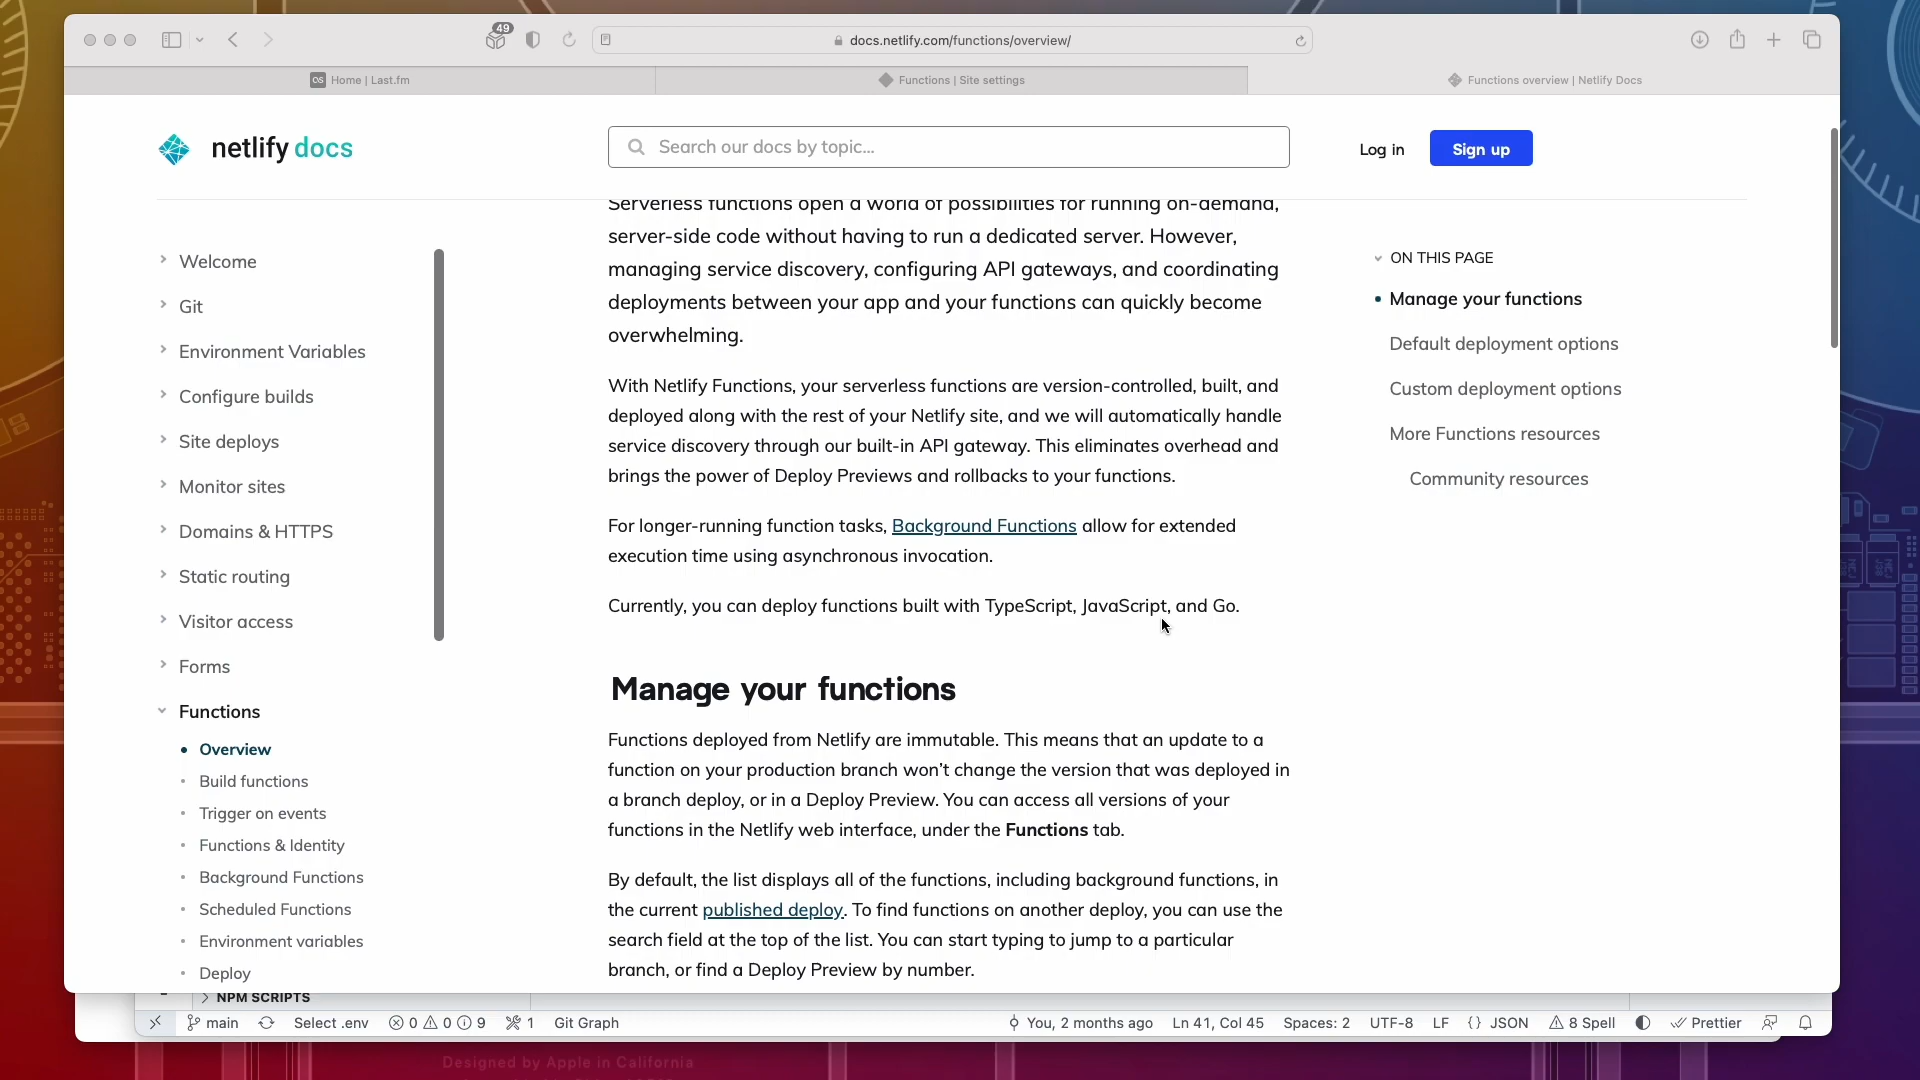 49
docs.netlify.com/functions/overview/
Home | Last.fm
Functions | Site settings
Functions overview | Netlify Docs
netlify docs
Search our docs by topic...
Log in
Sign up
Serverless functions open a world of possibilities for running on-demand,
server-side code without having to run a dedicated server. However,
managing service discovery, configuring API gateways, and coordinating
deployments between your app and your functions can quickly become
overwhelming.
With Netlify Functions, your serverless functions are version-controlled, built, and
deployed along with the rest of your Netlify site, and we will automatically handle
service discovery through our built-in API gateway. This eliminates overhead and
brings the power of Deploy Previews and rollbacks to your functions.
For longer-running function tasks, Background Functions allow for extended
execution time using asynchronous invocation.
Currently, you can deploy functions built with TypeScript, JavaScript, and Go.
Manage your functions
Functions deployed from Netlify are immutable. This means that an update to a
function on your production branch won't change the version that was deployed in
a branch deploy, or in a Deploy Preview. You can access all versions of your
functions in the Netlify web interface, under the Functions tab.
By default, the list displays all of the functions, including background functions, in
the current published deploy. To find functions on another deploy, you can use the
search field at the top of the list. You can start typing to jump to a particular
branch, or find a Deploy Preview by number.
Welcome
Git
Environment Variables
Configure builds
Site deploys
Monitor sites
Domains & HTTPS
Static routing
Visitor access
Forms
Functions
Overview
Build functions
Trigger on events
Functions & Identity
Background Functions
Scheduled Functions
Environment variables
Deploy
ON THIS PAGE
Manage your functions
Default deployment options
Custom deployment options
More Functions resources
Community resources
NPM SCRIPTS
main Select .env 0 0 9 1 Git Graph You, 2 months ago Ln 41, Col 45 Spaces: 2 UTF-8 LF {} JSON 8 Spell Prettier
Designed by Apple in California